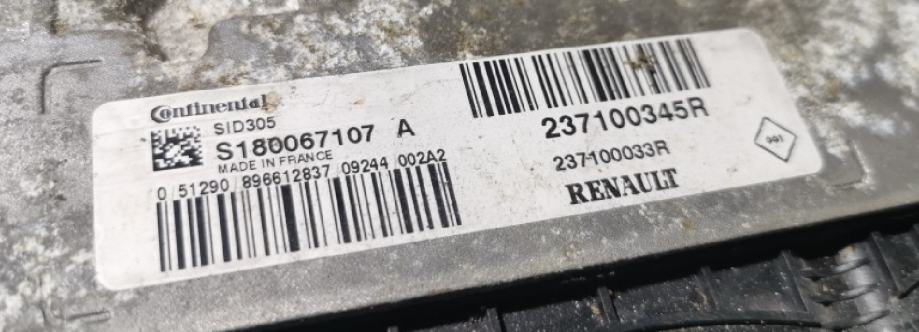 Continental
SID305
S180067107 A
MADE IN FRANCE
0 51290 896612837 09244 002A2
237100345R
237100033R
RENAULT